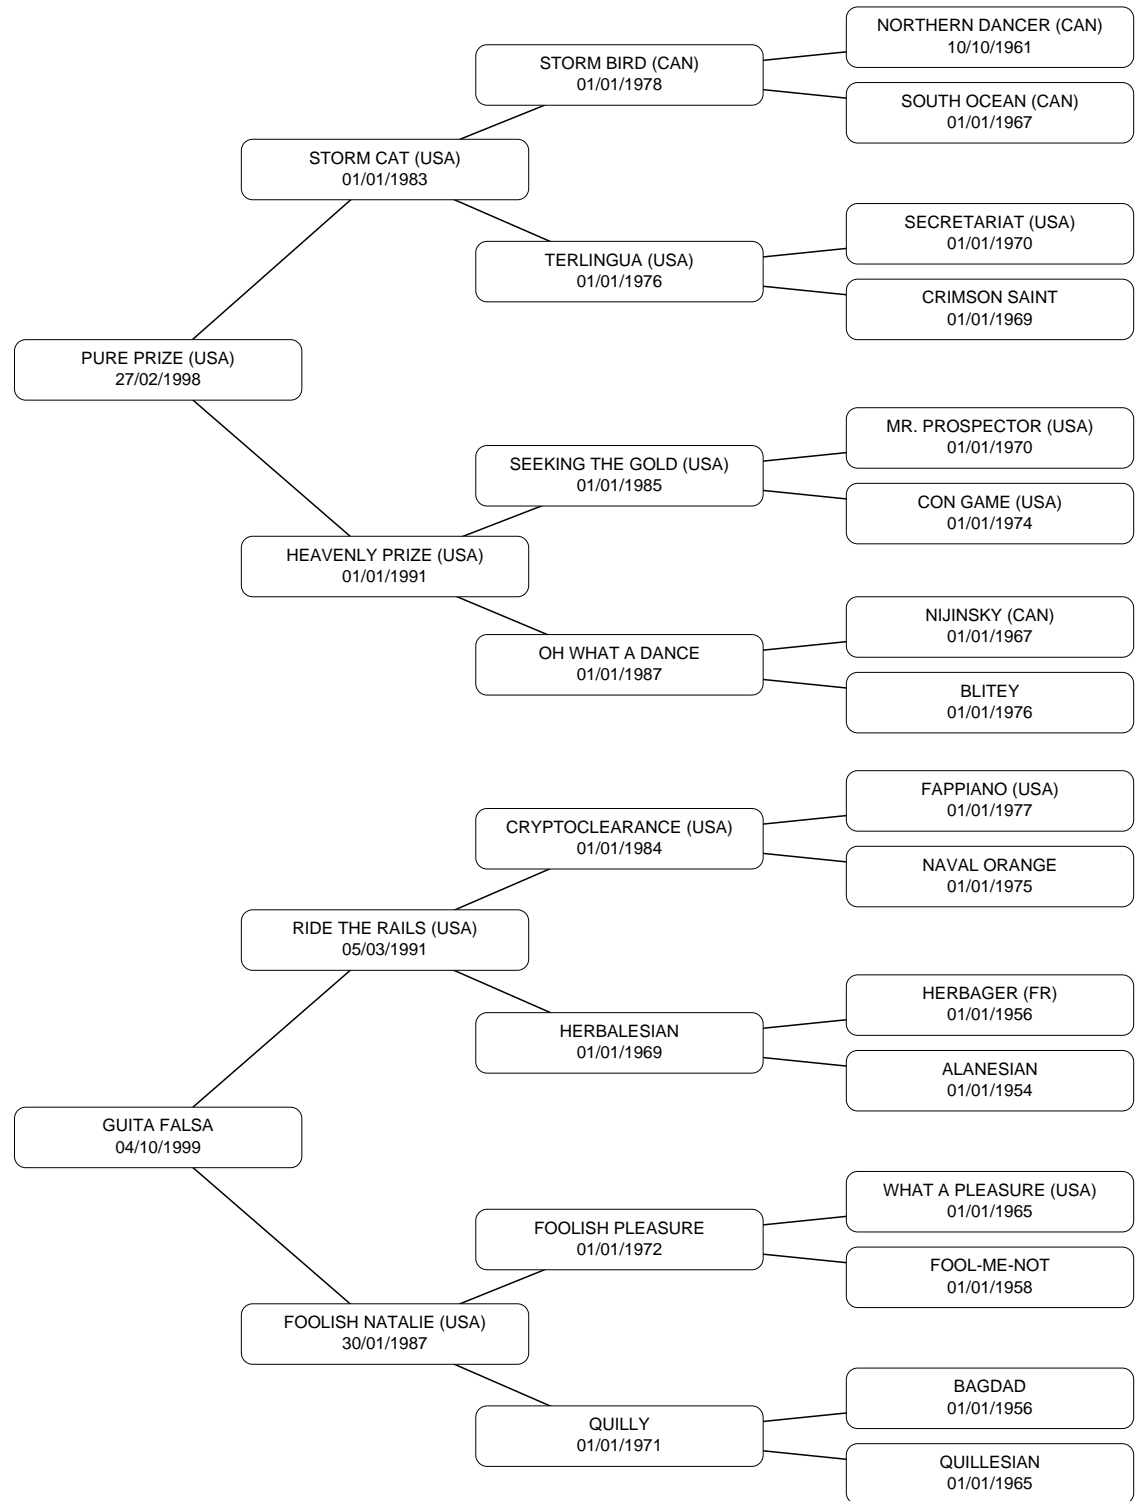 NORTHERN DANCER (CAN)
10/10/1961
STORM BIRD (CAN)
01/01/1978
SOUTH OCEAN (CAN)
01/01/1967
STORM CAT (USA)
01/01/1983
SECRETARIAT (USA)
01/01/1970
TERLINGUA (USA)
01/01/1976
CRIMSON SAINT
01/01/1969
PURE PRIZE (USA)
27/02/1998
MR. PROSPECTOR (USA)
01/01/1970
SEEKING THE GOLD (USA)
01/01/1985
CON GAME (USA)
01/01/1974
HEAVENLY PRIZE (USA)
01/01/1991
NIJINSKY (CAN)
01/01/1967
OH WHAT A DANCE
01/01/1987
BLITEY
01/01/1976
FAPPIANO (USA)
01/01/1977
CRYPTOCLEARANCE (USA)
01/01/1984
NAVAL ORANGE
01/01/1975
RIDE THE RAILS (USA)
05/03/1991
HERBAGER (FR)
01/01/1956
HERBALESIAN
01/01/1969
ALANESIAN
01/01/1954
GUITA FALSA
04/10/1999
WHAT A PLEASURE (USA)
01/01/1965
FOOLISH PLEASURE
01/01/1972
FOOL-ME-NOT
01/01/1958
FOOLISH NATALIE (USA)
30/01/1987
BAGDAD
01/01/1956
QUILLY
01/01/1971
QUILLESIAN
01/01/1965